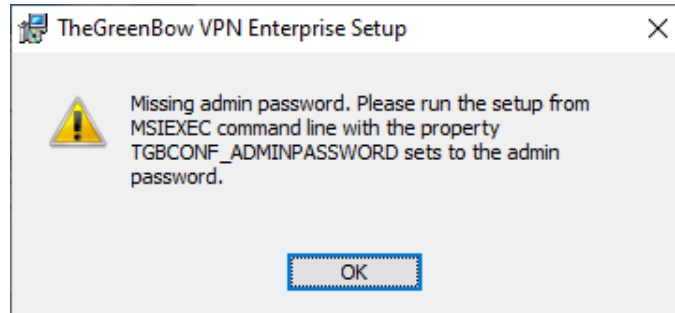 TheGreenBow VPN Enterprise Setup
Missing admin password. Please run the setup from
MSIEXEC command line with the property
TGBCONF_ADMINPASSWORD sets to the admin
password.
OK